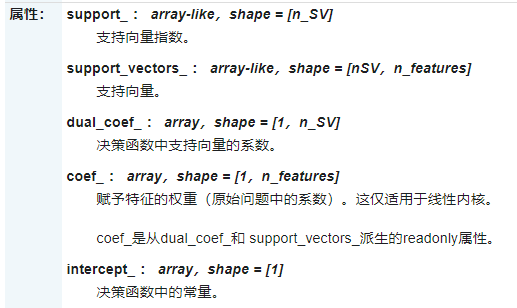 属性： support_ ： array-like，shape = [n_SV]
支持向量指数。
support_vectors_ ： array-like，shape = [nSV，n_features]
支持向量。
dual_coef_ ： array，shape = [1，n_SV]
决策函数中支持向量的系数。
coef_ ： array，shape = [1，n_features]
赋予特征的权重（原始问题中的系数）。这仅适用于线性内核。
coef_是从dual_coef_和 support_vectors_派生的readonly属性。
intercept_ ： array，shape = [1]
决策函数中的常量。